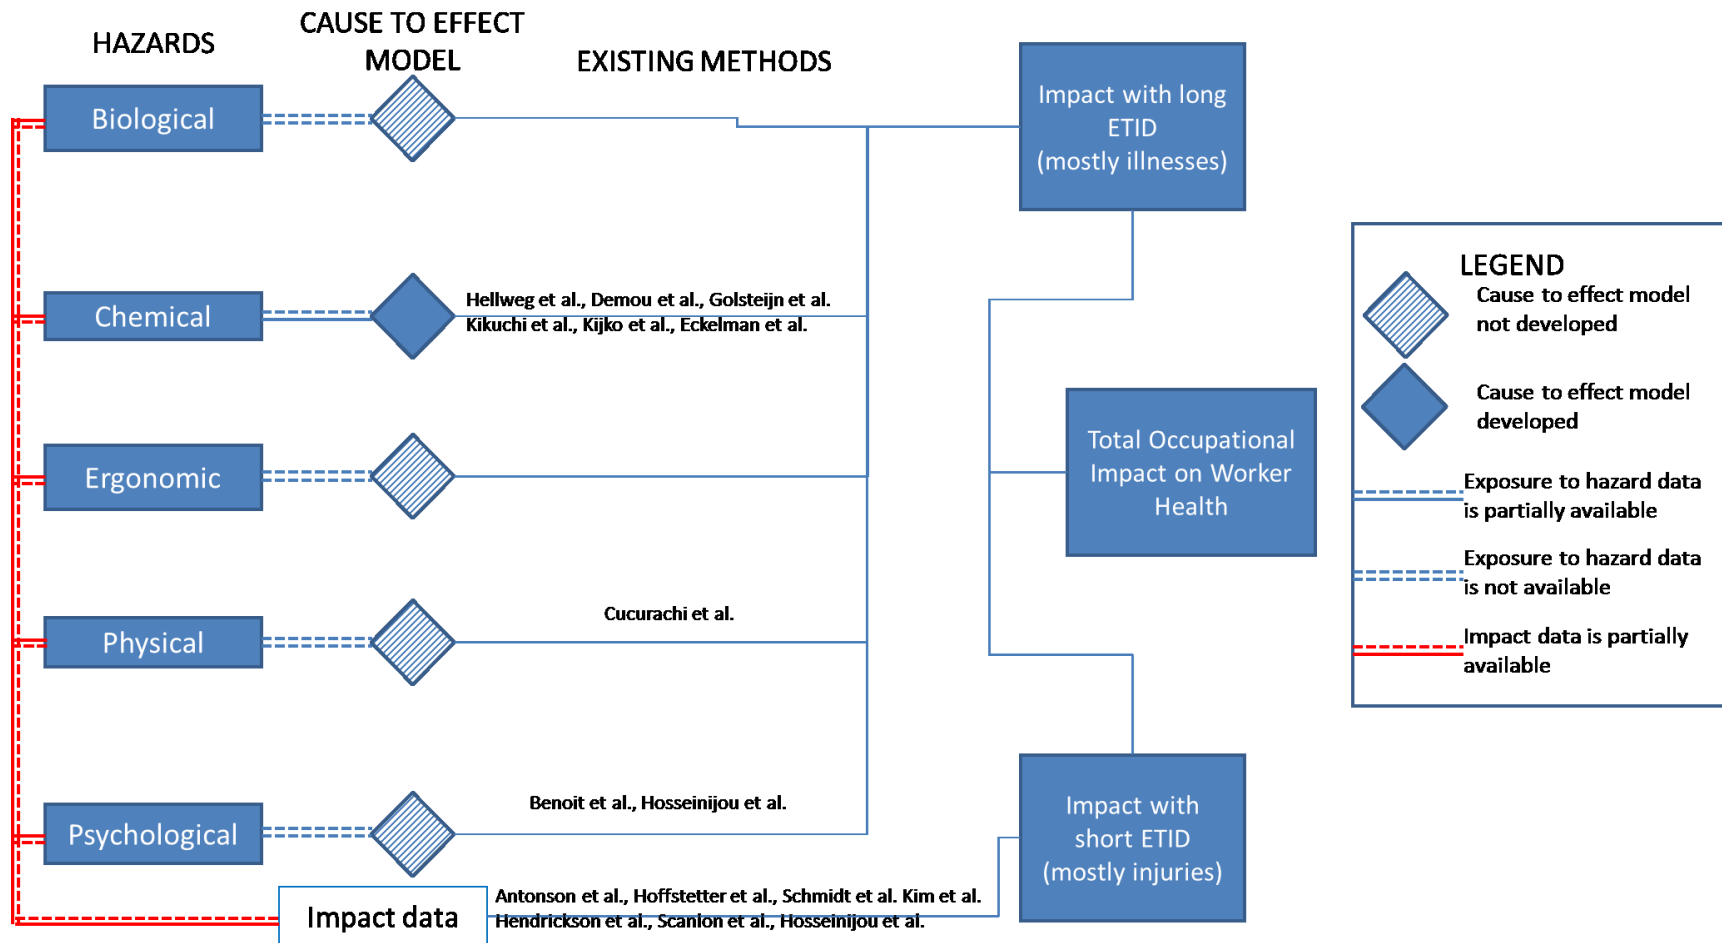 HAZARDS
CAUSE TO EFFECT
MODEL
EXISTING METHODS
Biological
Chemical
Hellweg et al., Demou et al., Golsteijn et al.
Kikuchi et al., Kijko et al., Eckelman et al.
Ergonomic
Physical
Cucurachi et al.
Psychological
Benoit et al., Hosseinijou et al.
Impact data
Antonson et al., Hoffstetter et al., Schmidt et al. Kim et al.
Hendrickson et al., Scanlon et al., Hosseinijou et al.
Impact with long
ETID
(mostly illnesses)
Total Occupational
Impact on Worker
Health
Impact with
short ETID
(mostly injuries)
LEGEND
Cause to effect model
not developed
Cause to effect model
developed
Exposure to hazard data
is partially available
Exposure to hazard data
is not available
Impact data is partially
available